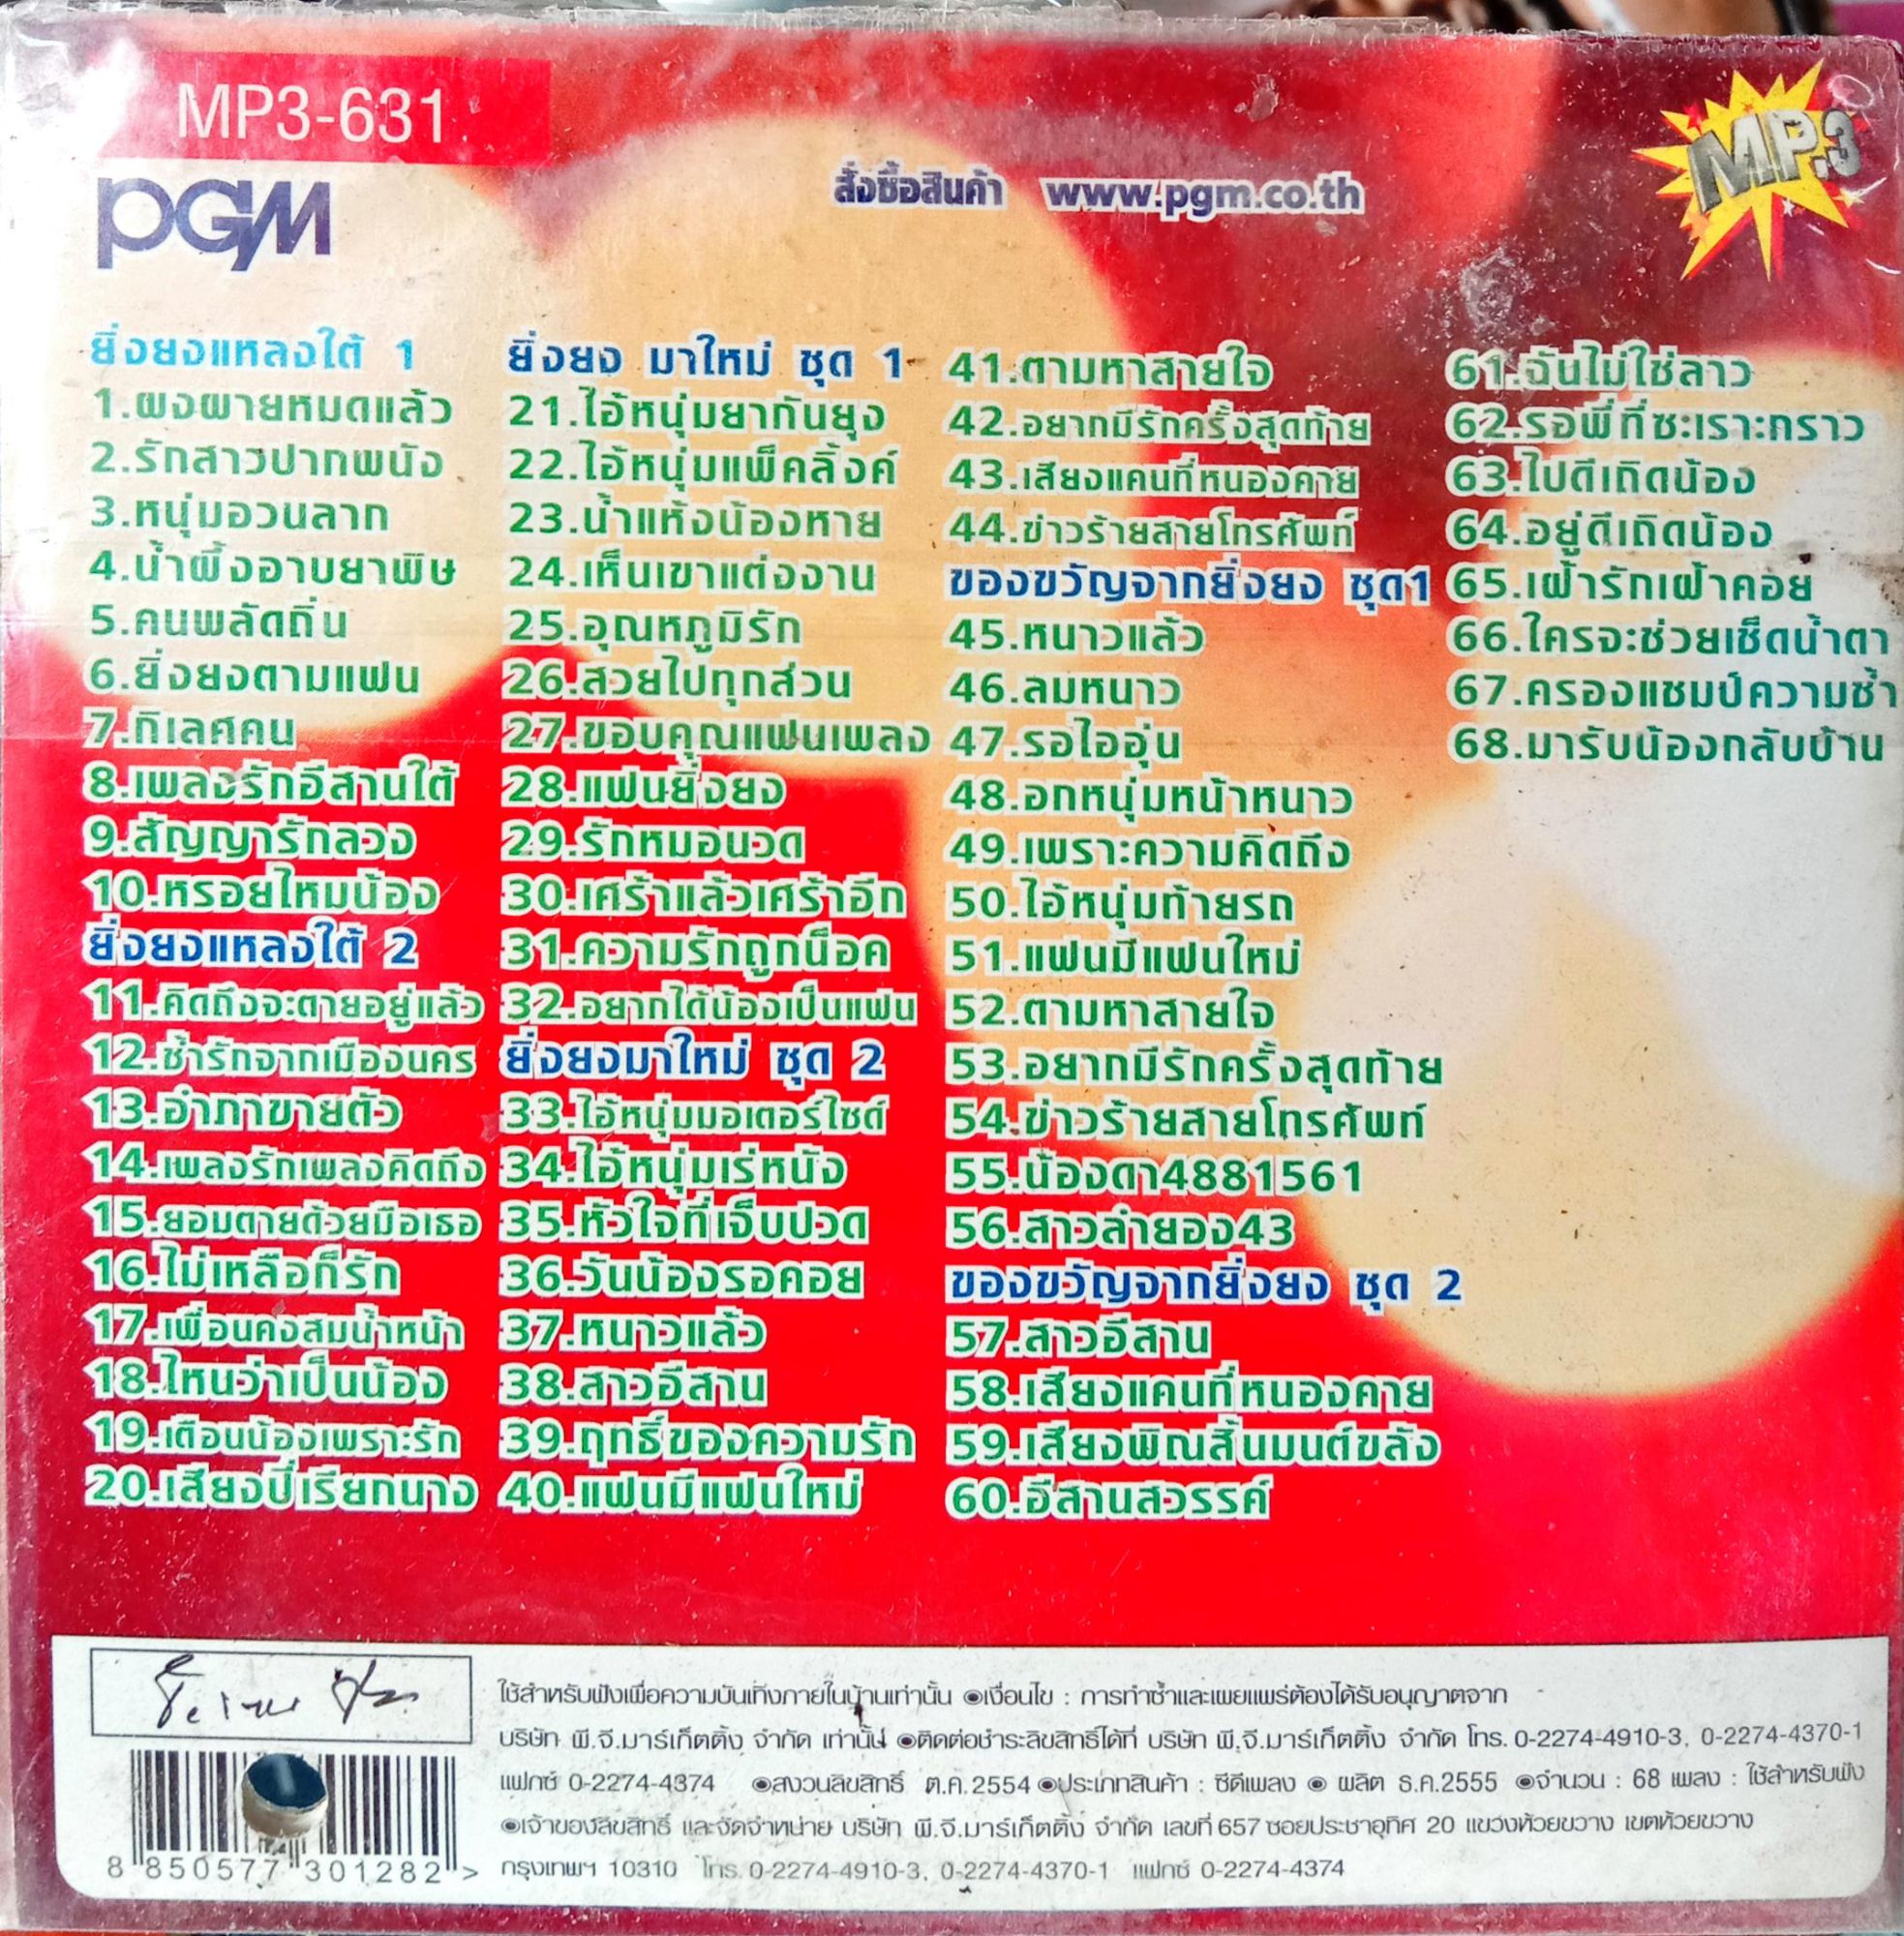 MP3-631
PGM
สั่งซื้อสินค้า www.pgm.co.th
MP.3
ยิ่งยงแหลงใต้ 1
1.ผงผายหมดแล้ว
2.รักสาวปากพนัง
3.หนุ่มอวนลาก
4.น้ำผึ้งอาบยาพิษ
5.คนพลัดถิ่น
6.ยิ่งยงตามแฟน
7.กิเลศคน
8.เพลงรักอีสานใต้
9.สัญญารักลวง
10.หรอยไหมน้อง
ยิ่งยงแหลงใต้ 2
11.คิดถึงจะตายอยู่แล้ว
12.ช้ำรักจากเมืองนคร
13.อำภาขายตัว
14.เพลงรักเพลงคิดถึง
15.ยอมตายด้วยมือเธอ
16.ไม่เหลือก็รัก
17.เพื่อนคงสมน้ำหน้า
18.ไหนว่าเป็นน้อง
19.เตือนน้องเพราะรัก
20.เสียงปี่เรียกนาง
ยิ่งยง มาใหม่ ชุด 1
21.ไอ้หนุ่มยากันยุง
22.ไอ้หนุ่มแพ็คลิ้งค์
23.น้ำแห้งน้องหาย
24.เห็นเขาแต่งงาน
25.อุณหภูมิรัก
26.สวยไปทุกส่วน
27.ขอบคุณแฟนเพลง
28.แฟนยิ่งยง
29.รักหมอนวด
30.เศร้าแล้วเศร้าอีก
31.ความรักถูกน็อค
32.อยากได้น้องเป็นแฟน
ยิ่งยงมาใหม่ ชุด 2
33.ไอ้หนุ่มมอเตอร์ไซด์
34.ไอ้หนุ่มเร่หนัง
35.หัวใจที่เจ็บปวด
36.วันน้องรอคอย
37.หนาวแล้ว
38.สาวอีสาน
39.ฤทธิ์ของความรัก
40.แฟนมีแฟนใหม่
41.ตามหาสายใจ
42.อยากมีรักครั้งสุดท้าย
43.เสียงแคนที่หนองคาย
44.ข่าวร้ายสายโทรศัพท์
ของขวัญจากยิ่งยง ชุด1
45.หนาวแล้ว
46.ลมหนาว
47.รอไออุ่น
48.อกหนุ่มหน้าหนาว
49.เพราะความคิดถึง
50.ไอ้หนุ่มท้ายรถ
51.แฟนมีแฟนใหม่
52.ตามหาสายใจ
53.อยากมีรักครั้งสุดท้าย
54.ข่าวร้ายสายโทรศัพท์
55.น้องดา4881561
56.สาวลำยอง43
ของขวัญจากยิ่งยง ชุด 2
57.สาวอีสาน
58.เสียงแคนที่หนองคาย
59.เสียงพิณสิ้นมนต์ขลัง
60.อีสานสวรรค์
61.ฉันไม่ใช่ลาว
62.รอพี่ที่ซะเราะกราว
63.ไปดีเถิดน้อง
64.อยู่ดีเถิดน้อง
65.เฝ้ารักเฝ้าคอย
66.ใครจะช่วยเช็ดน้ำตา
67.ครองแชมป์ความช้ำ
68.มารับน้องกลับบ้าน
ใช้สำหรับฟังเพื่อความบันเทิงภายในบ้านเท่านั้น ๏เงื่อนไข : การทำซ้ำและเผยแพร่ต้องได้รับอนุญาตจาก
บริษัท พี.จี.มาร์เก็ตติ้ง จำกัด เท่านั้น ๏ติดต่อชำระลิขสิทธิ์ได้ที่ บริษัท พี.จี.มาร์เก็ตติ้ง จำกัด โทร. 0-2274-4910-3, 0-2274-4370-1
แฟกซ์ 0-2274-4374 ๏สงวนลิขสิทธิ์ ต.ค.2554 ๏ประเภทสินค้า : ซีดีเพลง ๏ ผลิต ธ.ค.2555 ๏จำนวน : 68 เพลง : ใช้สำหรับฟัง
๏เจ้าของลิขสิทธิ์ และจัดจำหน่าย บริษัท พี.จี.มาร์เก็ตติ้ง จำกัด เลขที่ 657 ซอยประชาอุทิศ 20 แขวงห้วยขวาง เขตห้วยขวาง
กรุงเทพฯ 10310 โทร. 0-2274-4910-3, 0-2274-4370-1 แฟกซ์ 0-2274-4374
8 850577 301282 >